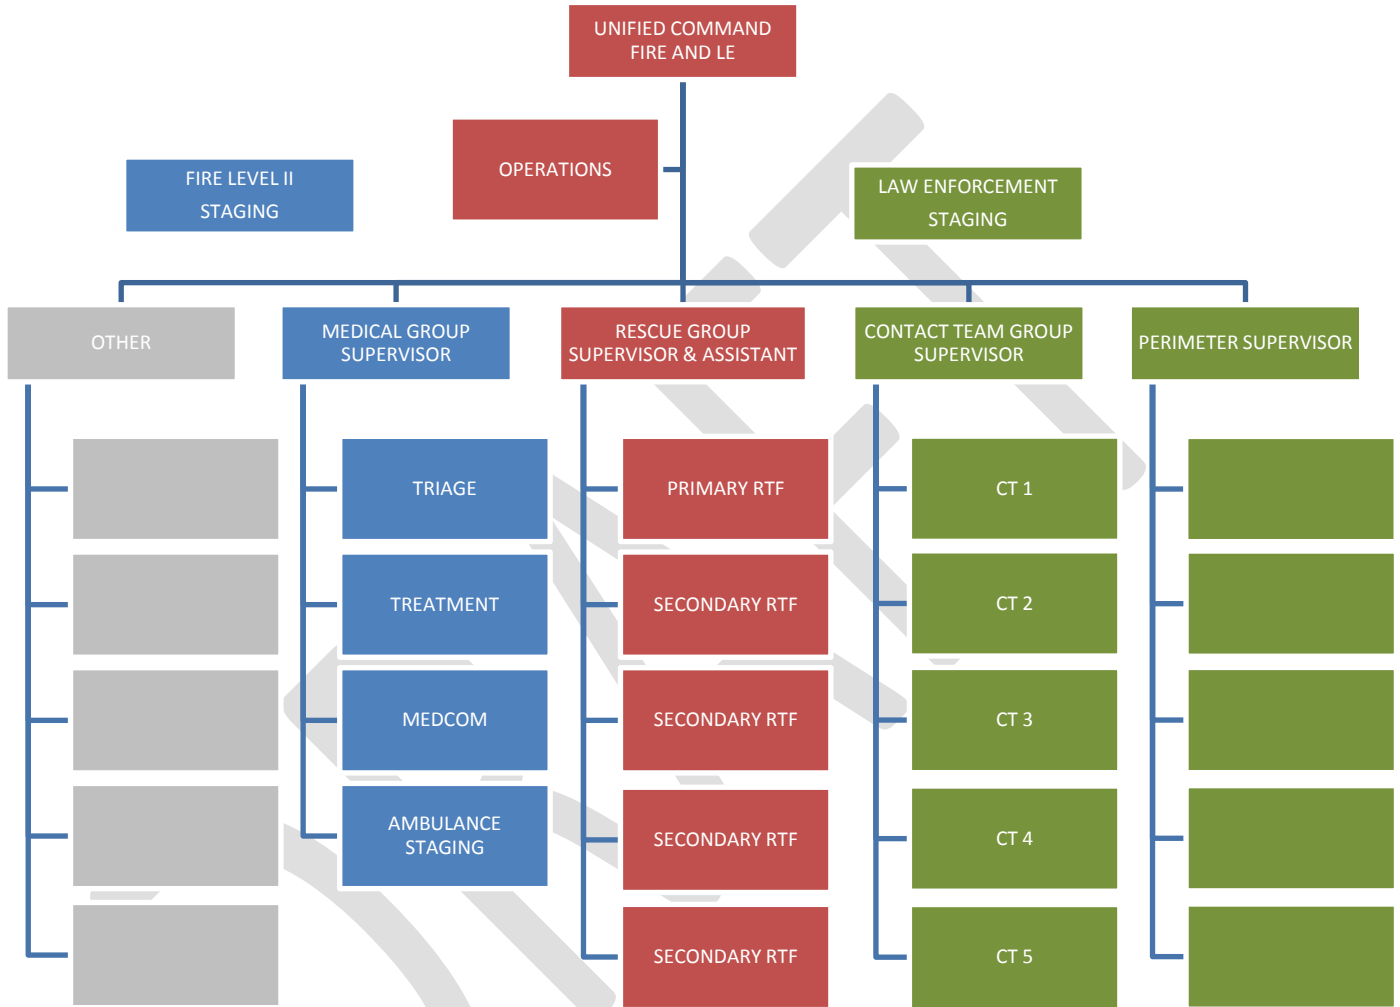 UNIFIED COMMAND
FIRE AND LE
OPERATIONS
FIRE LEVEL II
STAGING
LAW ENFORCEMENT
STAGING
OTHER
MEDICAL GROUP
SUPERVISOR
RESCUE GROUP
SUPERVISOR & ASSISTANT
CONTACT TEAM GROUP
SUPERVISOR
PERIMETER SUPERVISOR
TRIAGE
TREATMENT
MEDCOM
AMBULANCE
STAGING
PRIMARY RTF
SECONDARY RTF
SECONDARY RTF
SECONDARY RTF
SECONDARY RTF
CT 1
CT 2
CT 3
CT 4
CT 5